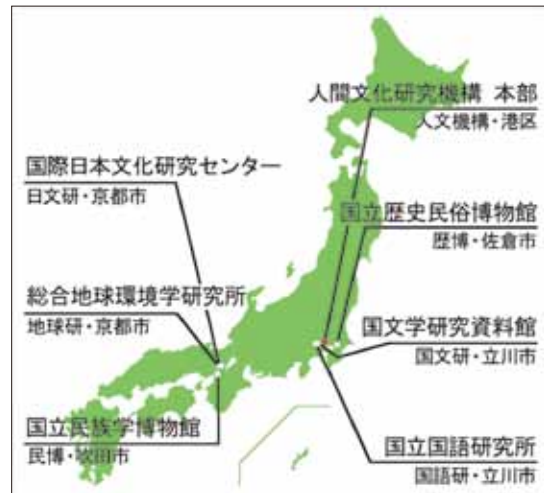 人間文化研究機構 本部
人文機構・港区
国際日本文化研究センター
日文研・京都市
国立歴史民俗博物館
歴博・佐倉市
総合地球環境学研究所
地球研・京都市
国文学研究資料館
国文研・立川市
国立民族学博物館
民博・吹田市
国立国語研究所
国語研・立川市